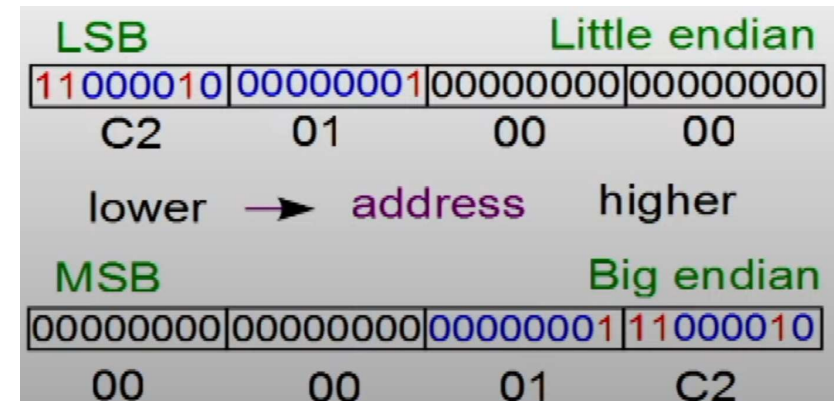 LSB Little endian
11000010 00000001 00000000 00000000
C2 01 00 00
lower address higher
MSB Big endian
00000000 00000000 00000001 11000010
00 00 01 C2